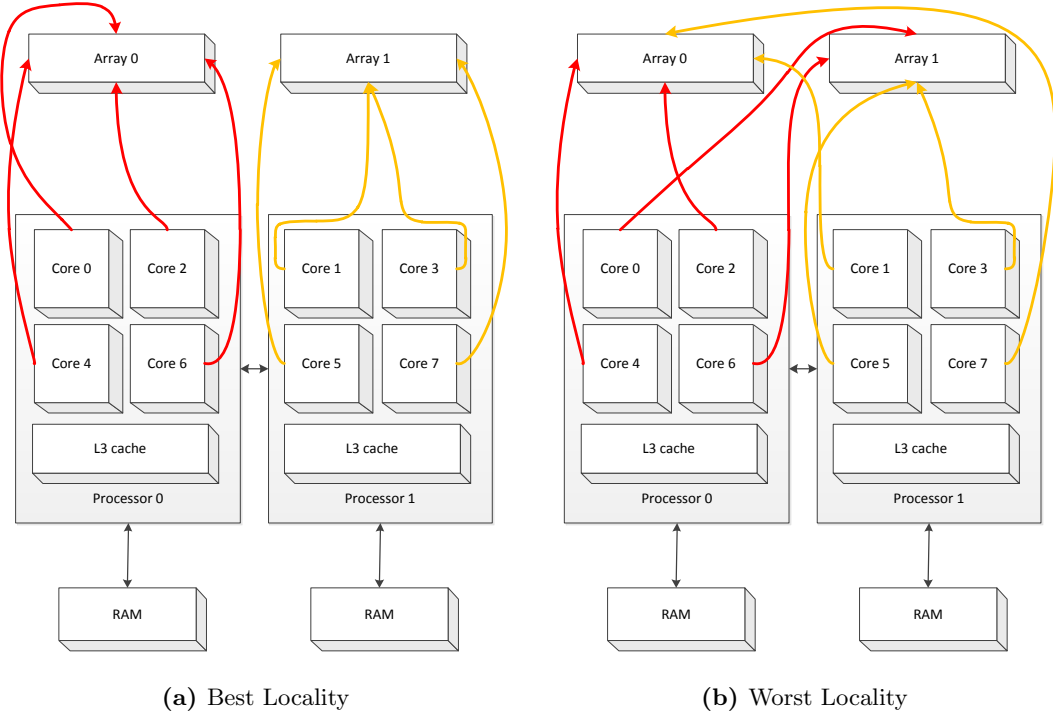 Array 0
Array 1
Core 0
Core 2
Core 1
Core 3
Core 4
Core 6
Core 5
Core 7
L3 cache
L3 cache
Processor 0
Processor 1
RAM
RAM
(a) Best Locality
Array 0
Array 1
Core 0
Core 2
Core 1
Core 3
Core 4
Core 6
Core 5
Core 7
L3 cache
L3 cache
Processor 0
Processor 1
RAM
RAM
(b) Worst Locality